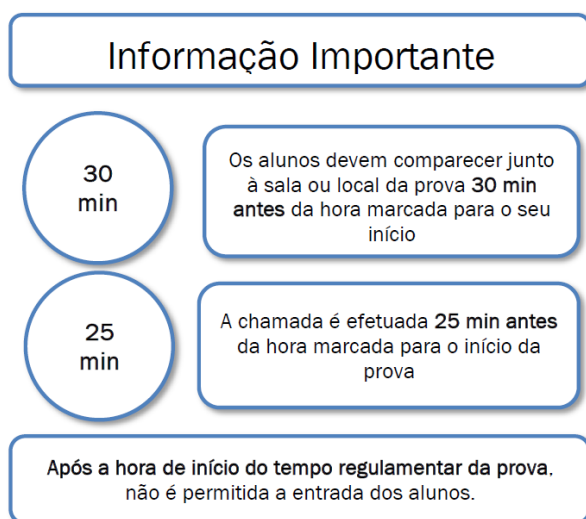 Informação Importante
30
min
Os alunos devem comparecer junto
à sala ou local da prova 30 min
antes da hora marcada para o seu
início
25
min
A chamada é efetuada 25 min antes
da hora marcada para o início da
prova
Após a hora de início do tempo regulamentar da prova,
não é permitida a entrada dos alunos.